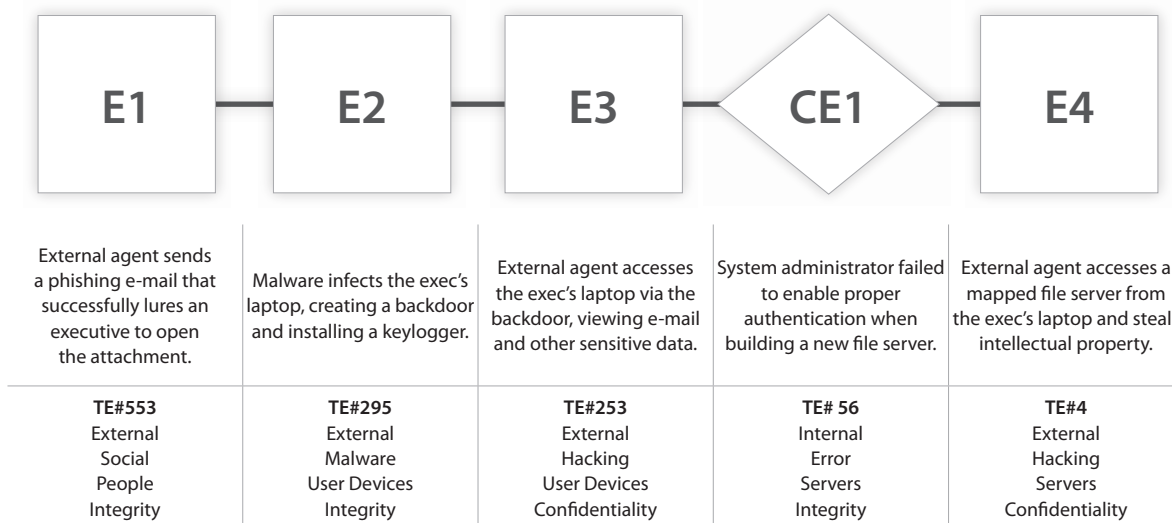 E1
E2
E3
CE1
E4
External agent sends
a phishing e-mail that
successfully lures an
executive to open
the attachment.
Malware infects the exec’s
laptop, creating a backdoor
and installing a keylogger.
External agent accesses
the exec’s laptop via the
backdoor, viewing e-mail
and other sensitive data.
System administrator failed
to enable proper
authentication when
building a new file server.
External agent accesses a
mapped file server from
the exec’s laptop and steal
intellectual property.
TE#553
External
Social
People
Integrity
TE#295
External
Malware
User Devices
Integrity
TE#253
External
Hacking
User Devices
Confidentiality
TE# 56
Internal
Error
Servers
Integrity
TE#4
External
Hacking
Servers
Confidentiality